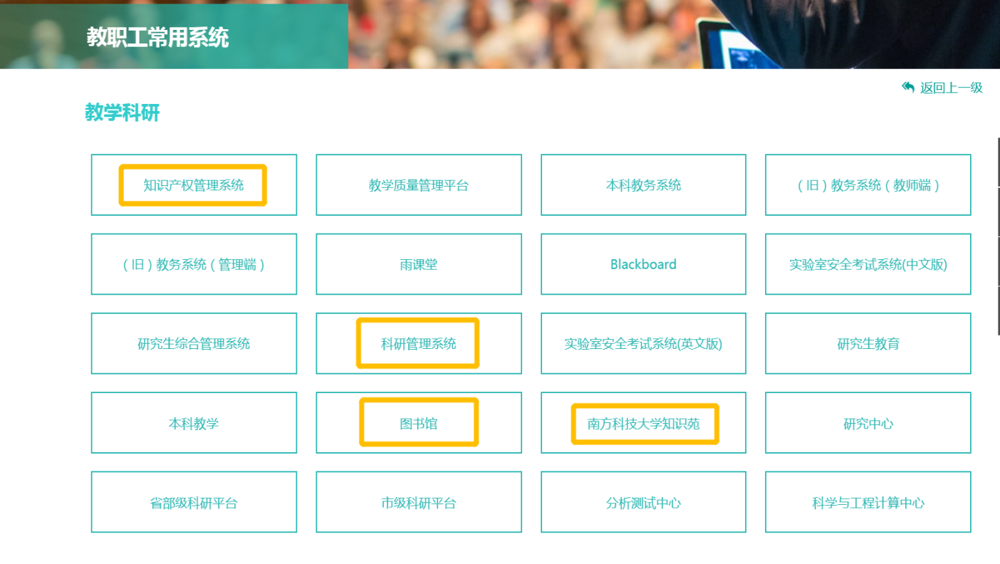 教职工常用系统
返回上一级
教学科研
知识产权管理系统
教学质量管理平台
本科教务系统
（旧）教务系统（教师端）
（旧）教务系统（管理端）
雨课堂
Blackboard
实验室安全考试系统(中文版)
研究生综合管理系统
科研管理系统
实验室安全考试系统(英文版)
研究生教育
本科教学
图书馆
南方科技大学知识苑
研究中心
省部级科研平台
市级科研平台
分析测试中心
科学与工程计算中心